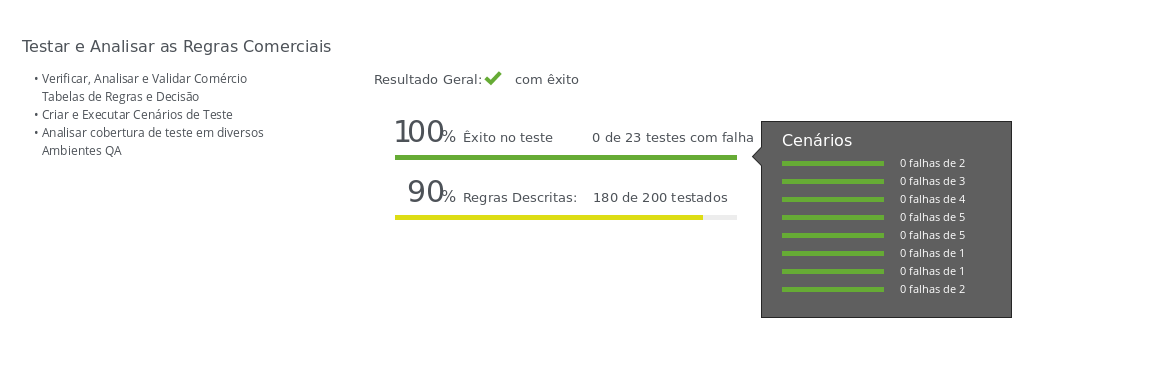 Testar e Analisar as Regras Comerciais
• Verificar, Analisar e Validar Comércio
Tabelas de Regras e Decisão
• Criar e Executar Cenários de Teste
• Analisar cobertura de teste em diversos
Ambientes QA
Resultado Geral: com êxito
100% Êxito no teste 0 de 23 testes com falha
90% Regras Descritas: 180 de 200 testados
Cenários
0 falhas de 2
0 falhas de 3
0 falhas de 4
0 falhas de 5
0 falhas de 5
0 falhas de 1
0 falhas de 1
0 falhas de 2